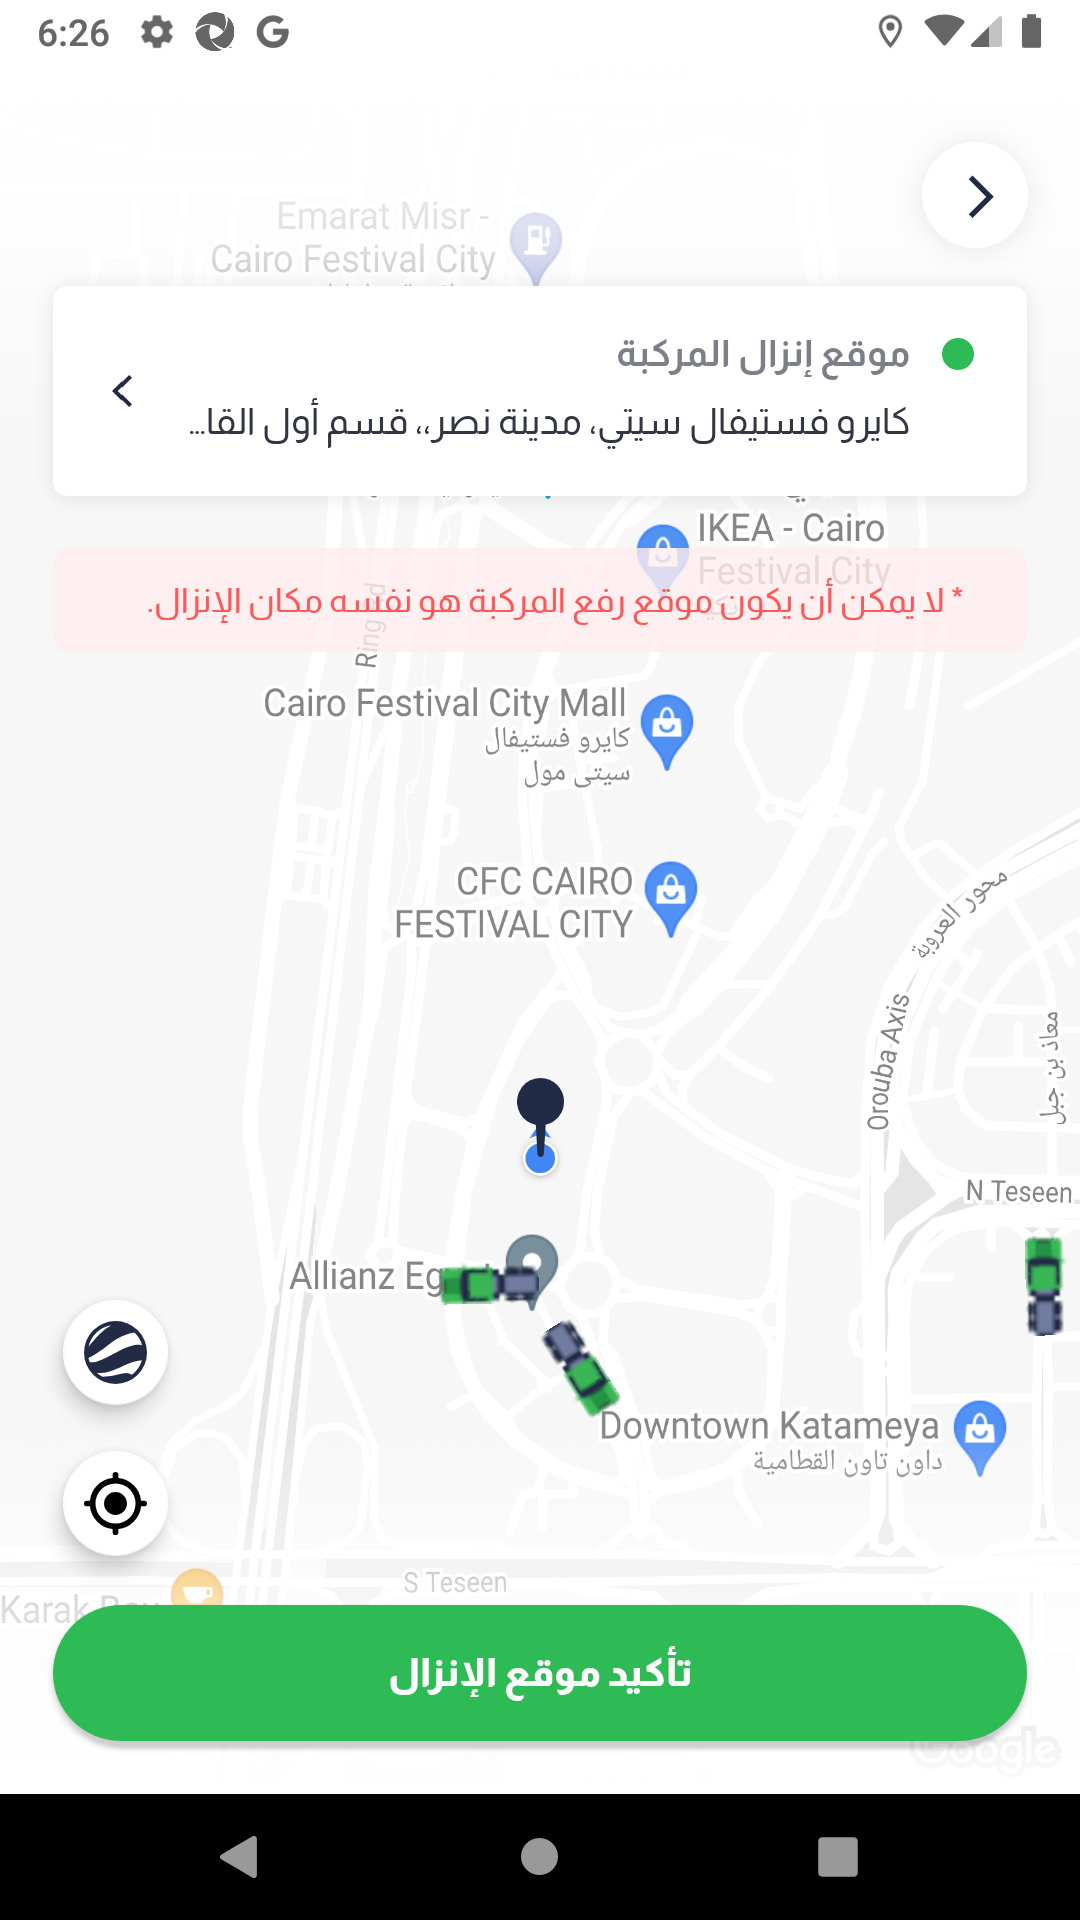 6:26
Emarat Misr -
Cairo Festival City
موقع إنزال المركبة
كايرو فستيفال سيتي، مدينة نصر،، قسم أول القا...
IKEA - Cairo
Festival City
* لا يمكن أن يكون موقع رفع المركبة هو نفسه مكان الإنزال.
Cairo Festival City Mall
كايرو فستيفال
سيتى مول
CFC CAIRO
FESTIVAL CITY
محور العروبة
Orouba Axis
معاذ بن جبل
N Teseen
Allianz
Downtown Katameya
داون تاون القطامية
S Teseen
Karak
تأكيد موقع الإنزال
Google